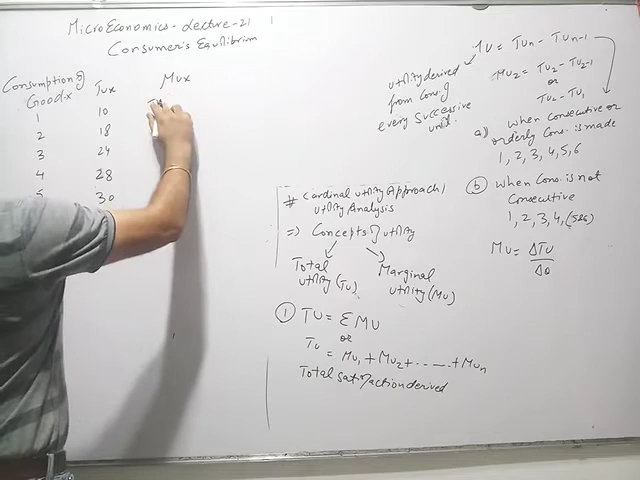 MicroEconomics - Lecture-21
Consumer's Equilibrium
Consumption of Good-x Tux Mux
1 10 Tu
2 18
3 24
4 28
5 30
# Cardinal utility Approach/
utility Analysis
=> Concepts of utility
Total utility (Tu)
Marginal utility (Mu)
① TU = ΣMU
or
Tu = Mu1 + Mu2 + ...... + Mun
Total satisfaction derived
MU = Tun - Tun-1
utility derived
from Cons. of
every successive
unit.
Mu2 = Tu2 - Tu2-1
or
Tu2 - Tu1
a) when consecutive or
orderly Cons. is made
1, 2, 3, 4, 5, 6
ⓑ when Cons. is not
Consecutive
1, 2, 3, 4, (5&6)
Mu = ΔTu
ΔQ